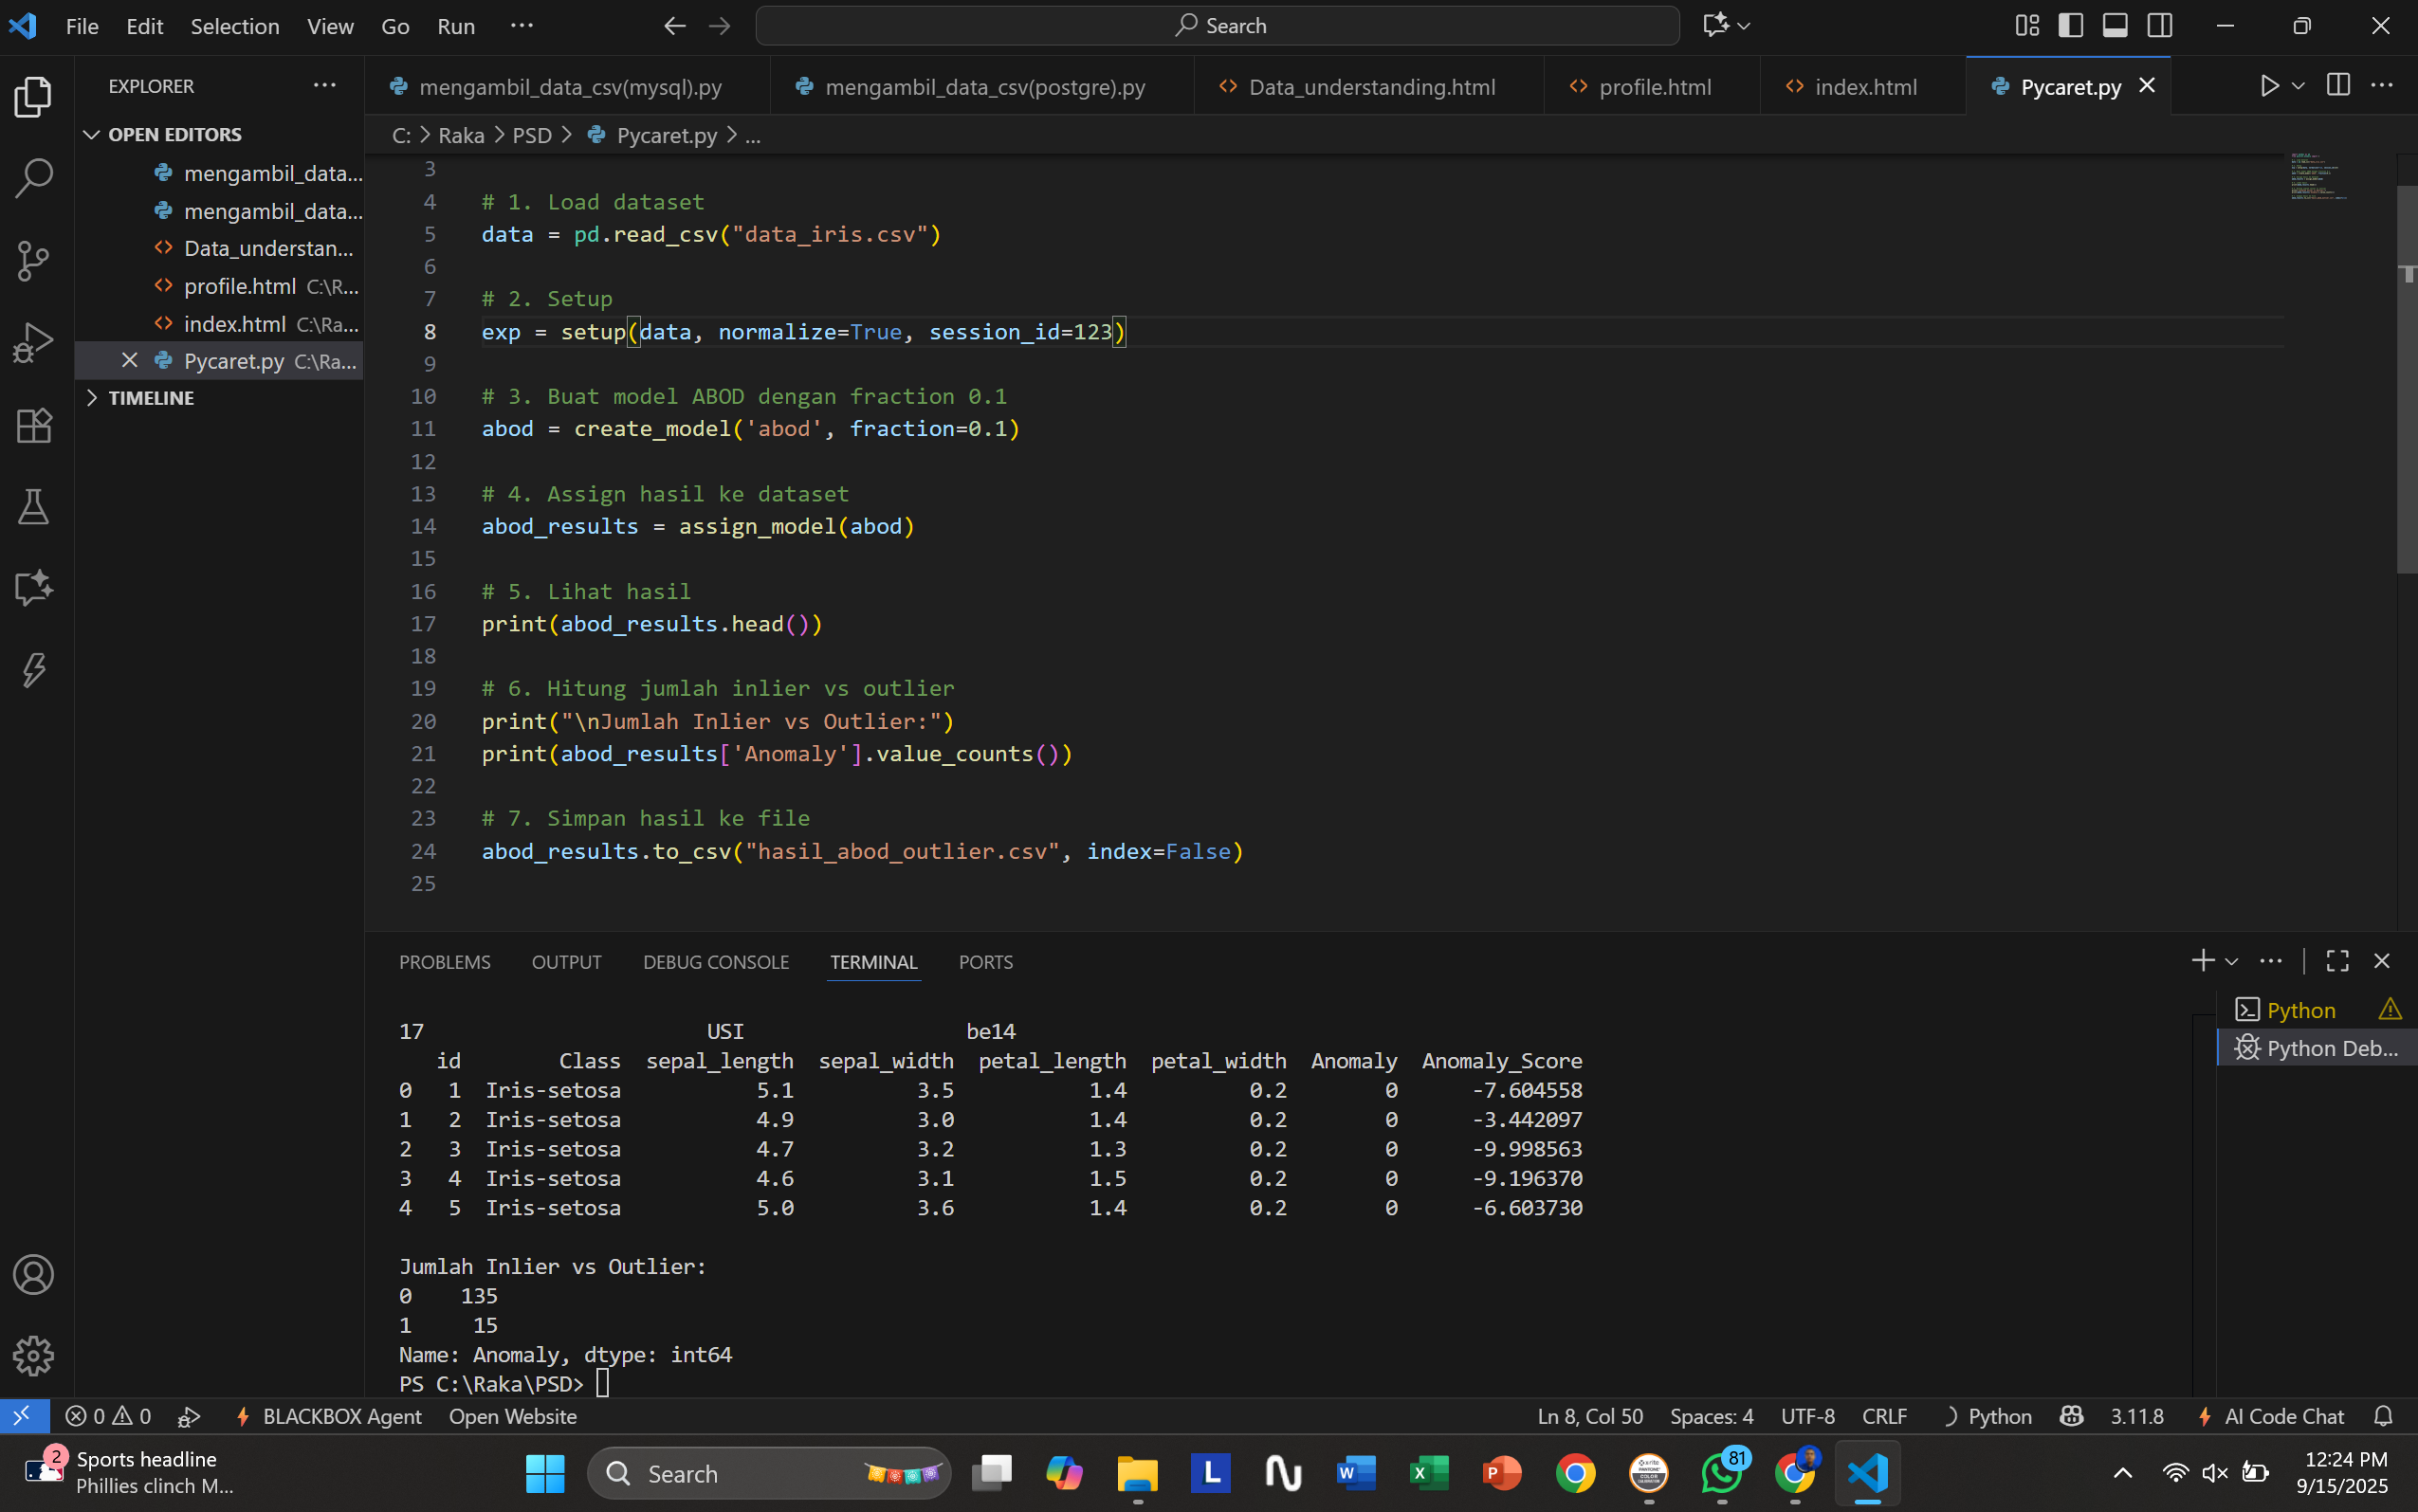 File Edit Selection View Go Run ···
Search
EXPLORER ···
OPEN EDITORS
mengambil_data...
mengambil_data...
Data_understan...
profile.html C:\R...
index.html C:\Ra...
Pycaret.py C:\Ra...
TIMELINE
mengambil_data_csv(mysql).py mengambil_data_csv(postgre).py Data_understanding.html profile.html index.html Pycaret.py
C: > Raka > PSD > Pycaret.py > ...
3
4 # 1. Load dataset
5 data = pd.read_csv("data_iris.csv")
6
7 # 2. Setup
8 exp = setup(data, normalize=True, session_id=123)
9
10 # 3. Buat model ABOD dengan fraction 0.1
11 abod = create_model('abod', fraction=0.1)
12
13 # 4. Assign hasil ke dataset
14 abod_results = assign_model(abod)
15
16 # 5. Lihat hasil
17 print(abod_results.head())
18
19 # 6. Hitung jumlah inlier vs outlier
20 print("\nJumlah Inlier vs Outlier:")
21 print(abod_results['Anomaly'].value_counts())
22
23 # 7. Simpan hasil ke file
24 abod_results.to_csv("hasil_abod_outlier.csv", index=False)
25
PROBLEMS OUTPUT DEBUG CONSOLE TERMINAL PORTS
17 USI be14
id Class sepal_length sepal_width petal_length petal_width Anomaly Anomaly_Score
0 1 Iris-setosa 5.1 3.5 1.4 0.2 0 -7.604558
1 2 Iris-setosa 4.9 3.0 1.4 0.2 0 -3.442097
2 3 Iris-setosa 4.7 3.2 1.3 0.2 0 -9.998563
3 4 Iris-setosa 4.6 3.1 1.5 0.2 0 -9.196370
4 5 Iris-setosa 5.0 3.6 1.4 0.2 0 -6.603730
Jumlah Inlier vs Outlier:
0 135
1 15
Name: Anomaly, dtype: int64
PS C:\Raka\PSD>
Python
Python Deb...
0 0 BLACKBOX Agent Open Website Ln 8, Col 50 Spaces: 4 UTF-8 CRLF Python 3.11.8 AI Code Chat
2
Sports headline
Phillies clinch M...
Search
L
W
X
P
81
12:24 PM
9/15/2025